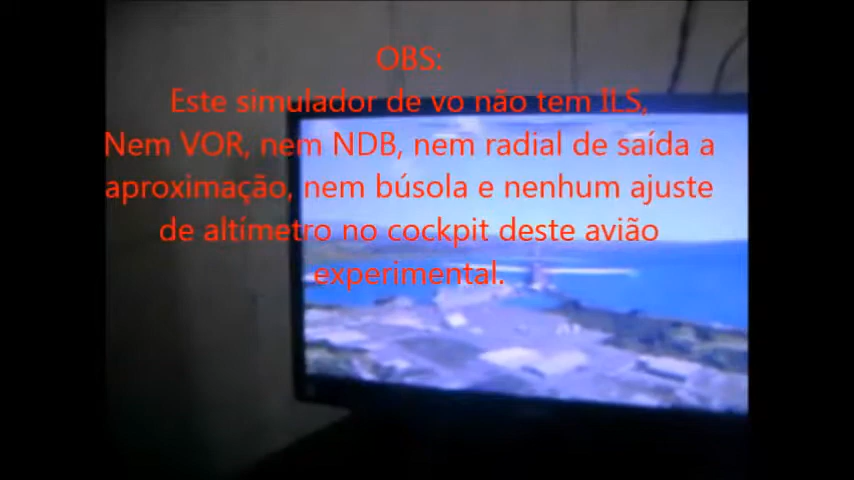 OBS:
Este simulador de vo não tem ILS,
Nem VOR, nem NDB, nem radial de saída a
aproximação, nem búsola e nenhum ajuste
de altímetro no cockpit deste avião
experimental.